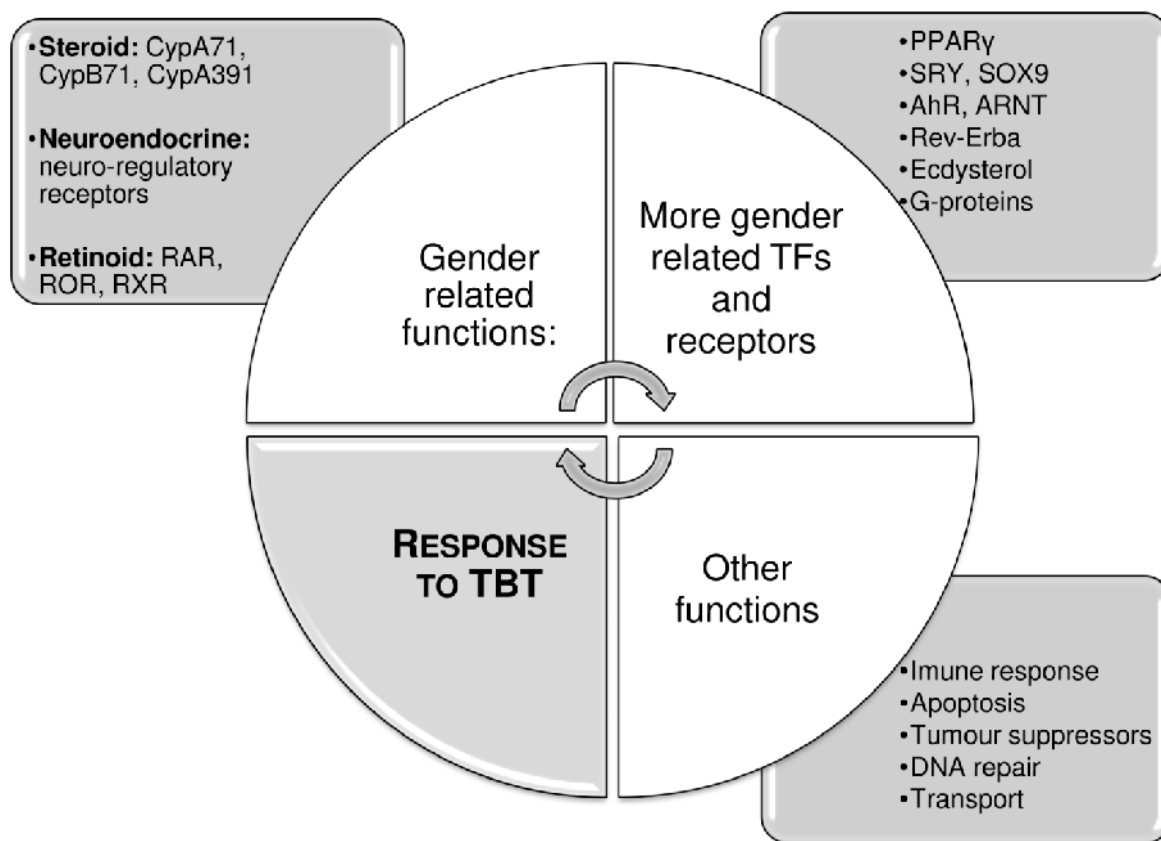 •Steroid: CypA71,
CypB71, CypA391
•Neuroendocrine:
neuro-regulatory
receptors
•Retinoid: RAR,
ROR, RXR
•PPARγ
•SRY, SOX9
•AhR, ARNT
•Rev-Erba
•Ecdysterol
•G-proteins
Gender
related
functions:
More gender
related TFs
and
receptors
RESPONSE
TO TBT
Other
functions
•Imune response
•Apoptosis
•Tumour suppressors
•DNA repair
•Transport